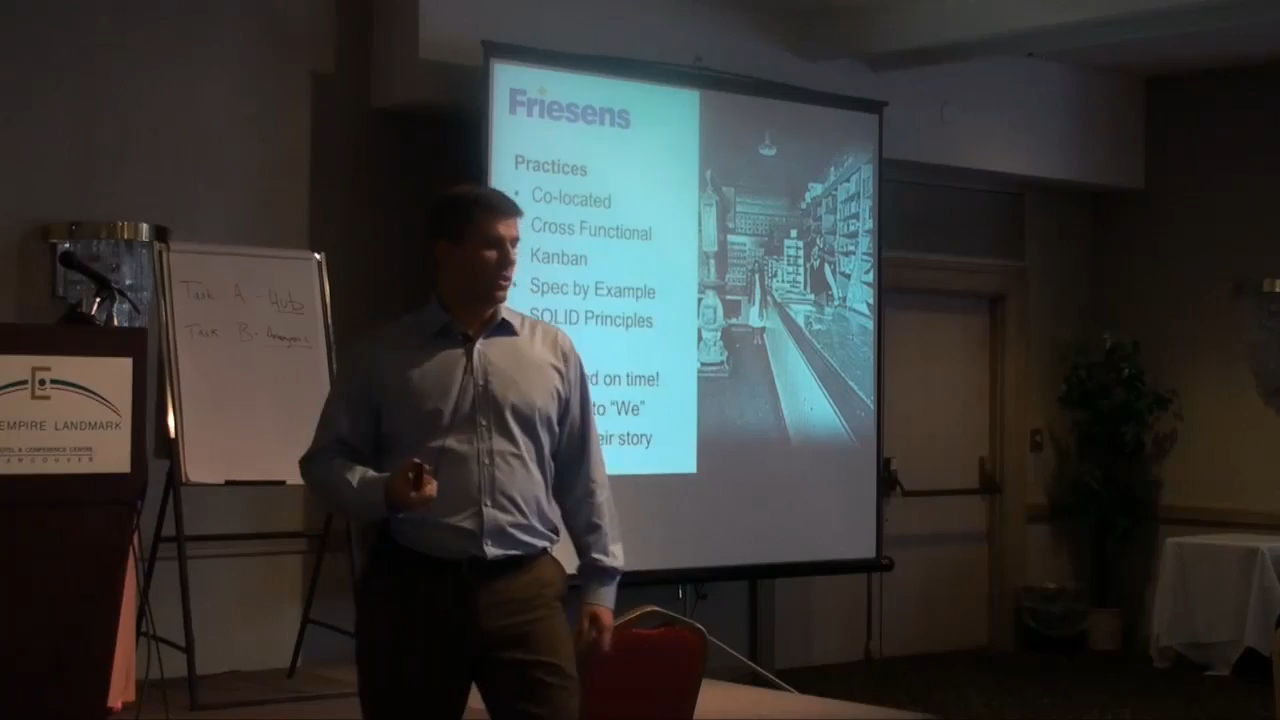 Friesens
Practices
• Co-located
Cross Functional
Kanban
• Spec by Example
SOLID Principles
ed on time!
to “We”
eir story
Task A - Hub
Task B -
E
EMPIRE LANDMARK
HOTEL & CONFERENCE CENTRE
VANCOUVER